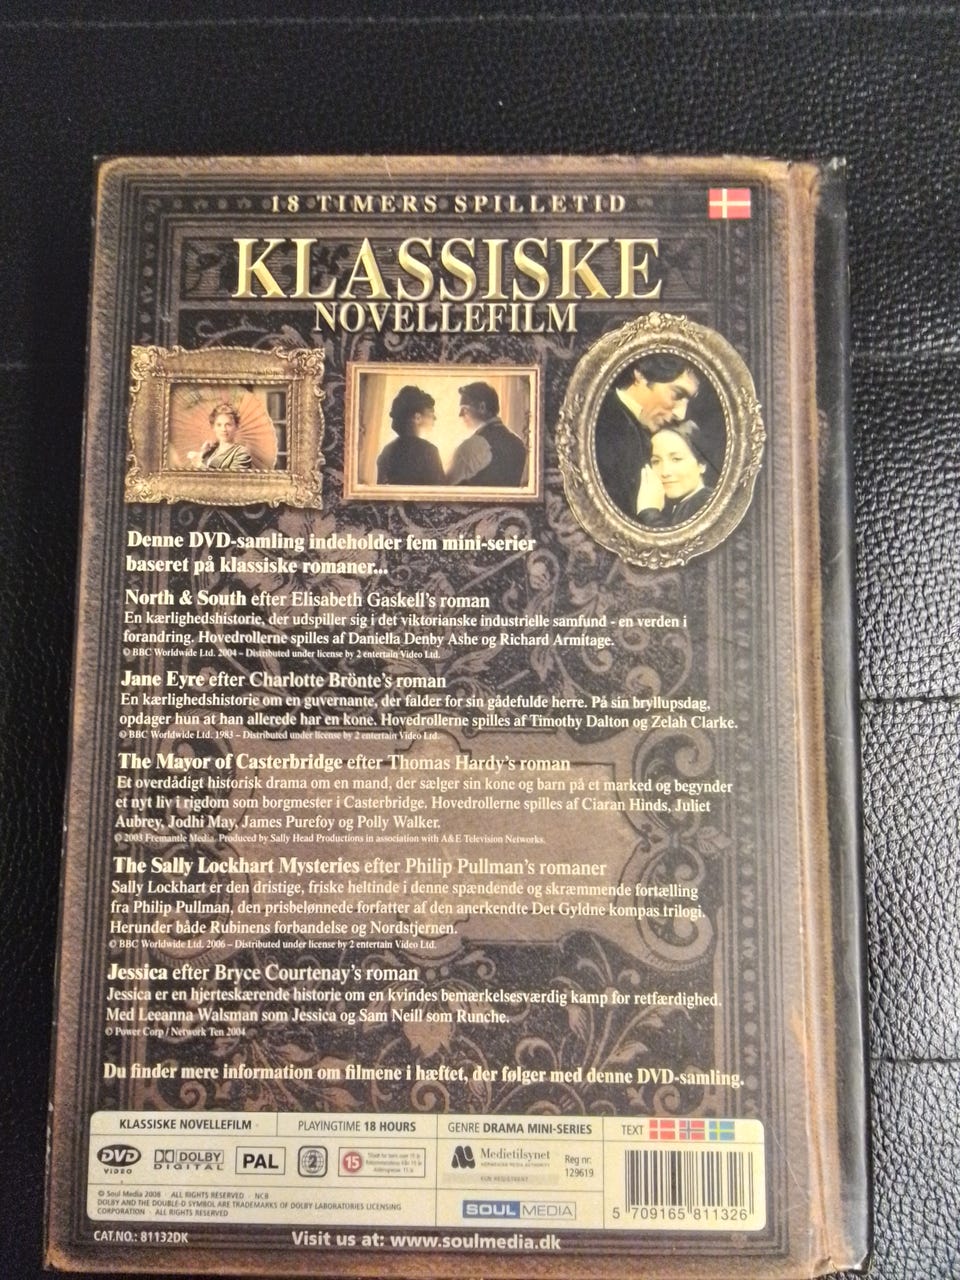 18 TIMERS SPILLETID
KLASSISKE
NOVELLEFILM
Denne DVD-samling indeholder fem mini-serier
baseret på klassiske romaner...
North & South efter Elisabeth Gaskell's roman
En kærlighedshistorie, der udspiller sig i det viktorianske industrielle samfund - en verden i
forandring. Hovedrollerne spilles af Daniella Denby Ashe og Richard Armitage.
© BBC Worldwide Ltd. 2004 – Distributed under license by 2 entertain Video Ltd.
Jane Eyre efter Charlotte Brönte's roman
En kærlighedshistorie om en guvernante, der falder for sin gådefulde herre. På sin bryllupsdag,
opdager hun at han allerede har en kone. Hovedrollerne spilles af Timothy Dalton og Zelah Clarke.
© BBC Worldwide Ltd. 1983 – Distributed under license by 2 entertain Video Ltd.
The Mayor of Casterbridge efter Thomas Hardy's roman
Et overdådigt historisk drama om en mand, der sælger sin kone og barn på et marked og begynder
et nyt liv i rigdom som borgmester i Casterbridge. Hovedrollerne spilles af Ciaran Hinds, Juliet
Aubrey, Jodhi May, James Purefoy og Polly Walker.
© 2003 Fremantle Media. Produced by Sally Head Productions in association with A&E Television Networks.
The Sally Lockhart Mysteries efter Philip Pullman's romaner
Sally Lockhart er den dristige, friske heltinde i denne spændende og skræmmende fortælling
fra Philip Pullman, den prisbelønnede forfatter af den anerkendte Det Gyldne kompas trilogi.
Herunder både Rubinens forbandelse og Nordstjernen.
© BBC Worldwide Ltd. 2006 – Distributed under license by 2 entertain Video Ltd.
Jessica efter Bryce Courtenay's roman
Jessica er en hjerteskærende historie om en kvindes bemærkelsesværdig kamp for retfærdighed.
Med Leeanna Walsman som Jessica og Sam Neill som Runche.
© Power Corp / Network Ten 2004
Du finder mere information om filmene i hæftet, der følger med denne DVD-samling.
KLASSISKE NOVELLEFILM
PLAYINGTIME 18 HOURS
GENRE DRAMA MINI-SERIES
TEXT
DVD VIDEO
DOLBY DIGITAL
PAL
2
15
Medietilsynet
NORWEGIAN MEDIA AUTHORITY
KUN REGISTRERT
Reg nr.
129619
© Soul Media 2008 · ALL RIGHTS RESERVED · NCB
DOLBY AND THE DOUBLE-D SYMBOL ARE TRADEMARKS OF DOLBY LABORATORIES LICENSING
CORPORATION · ALL RIGHTS RESERVED
SOUL MEDIA
5 709165 811326
CAT.NO.: 81132DK
Visit us at: www.soulmedia.dk